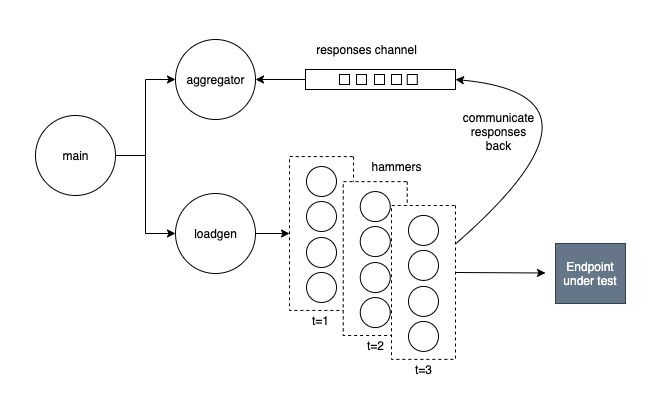 responses channel
aggregator
communicate
responses
back
main
hammers
loadgen
Endpoint
under test
t=1
t=2
t=3